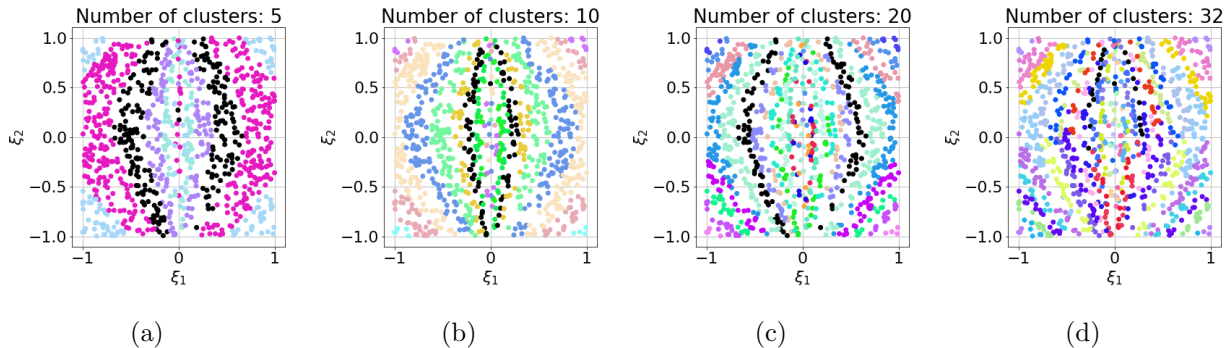 Number of clusters: 5
1.0
0.5
0.0
−0.5
−1.0
ξ₂
−1
0
1
ξ₁
(a)
Number of clusters: 10
1.0
0.5
0.0
−0.5
−1.0
ξ₂
−1
0
1
ξ₁
(b)
Number of clusters: 20
1.0
0.5
0.0
−0.5
−1.0
ξ₂
−1
0
1
ξ₁
(c)
Number of clusters: 32
1.0
0.5
0.0
−0.5
−1.0
ξ₂
−1
0
1
ξ₁
(d)